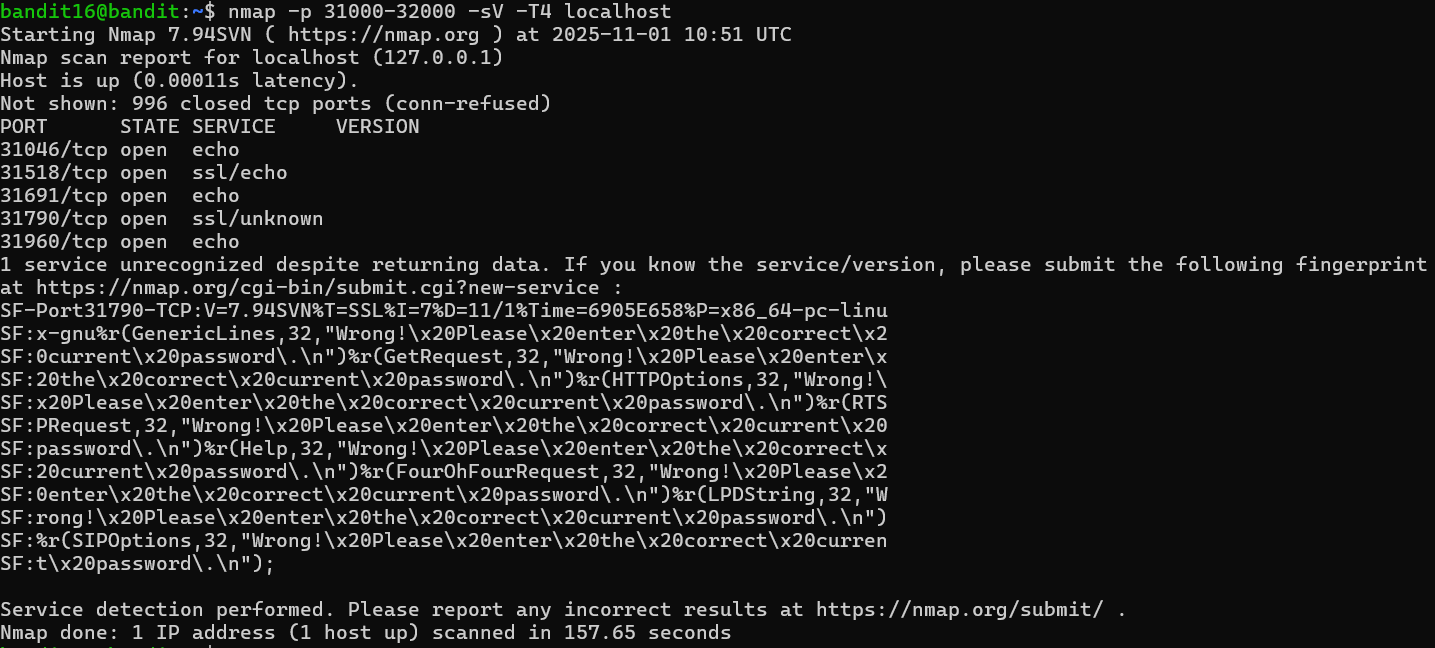 bandit16@bandit:~$ nmap -p 31000-32000 -sV -T4 localhost
Starting Nmap 7.94SVN ( https://nmap.org ) at 2025-11-01 10:51 UTC
Nmap scan report for localhost (127.0.0.1)
Host is up (0.00011s latency).
Not shown: 996 closed tcp ports (conn-refused)
PORT      STATE SERVICE     VERSION
31046/tcp open  echo
31518/tcp open  ssl/echo
31691/tcp open  echo
31790/tcp open  ssl/unknown
31960/tcp open  echo
1 service unrecognized despite returning data. If you know the service/version, please submit the following fingerprint
at https://nmap.org/cgi-bin/submit.cgi?new-service :
SF-Port31790-TCP:V=7.94SVN%T=SSL%I=7%D=11/1%Time=6905E658%P=x86_64-pc-linu
SF:x-gnu%r(GenericLines,32,"Wrong!\x20Please\x20enter\x20the\x20correct\x2
SF:0current\x20password\.\n")%r(GetRequest,32,"Wrong!\x20Please\x20enter\x
SF:20the\x20correct\x20current\x20password\.\n")%r(HTTPOptions,32,"Wrong!\
SF:x20Please\x20enter\x20the\x20correct\x20current\x20password\.\n")%r(RTS
SF:PRequest,32,"Wrong!\x20Please\x20enter\x20the\x20correct\x20current\x20
SF:password\.\n")%r(Help,32,"Wrong!\x20Please\x20enter\x20the\x20correct\x
SF:20current\x20password\.\n")%r(FourOhFourRequest,32,"Wrong!\x20Please\x2
SF:0enter\x20the\x20correct\x20current\x20password\.\n")%r(LPDString,32,"W
SF:rong!\x20Please\x20enter\x20the\x20correct\x20current\x20password\.\n")
SF:%r(SIPOptions,32,"Wrong!\x20Please\x20enter\x20the\x20correct\x20curren
SF:t\x20password\.\n");
Service detection performed. Please report any incorrect results at https://nmap.org/submit/ .
Nmap done: 1 IP address (1 host up) scanned in 157.65 seconds